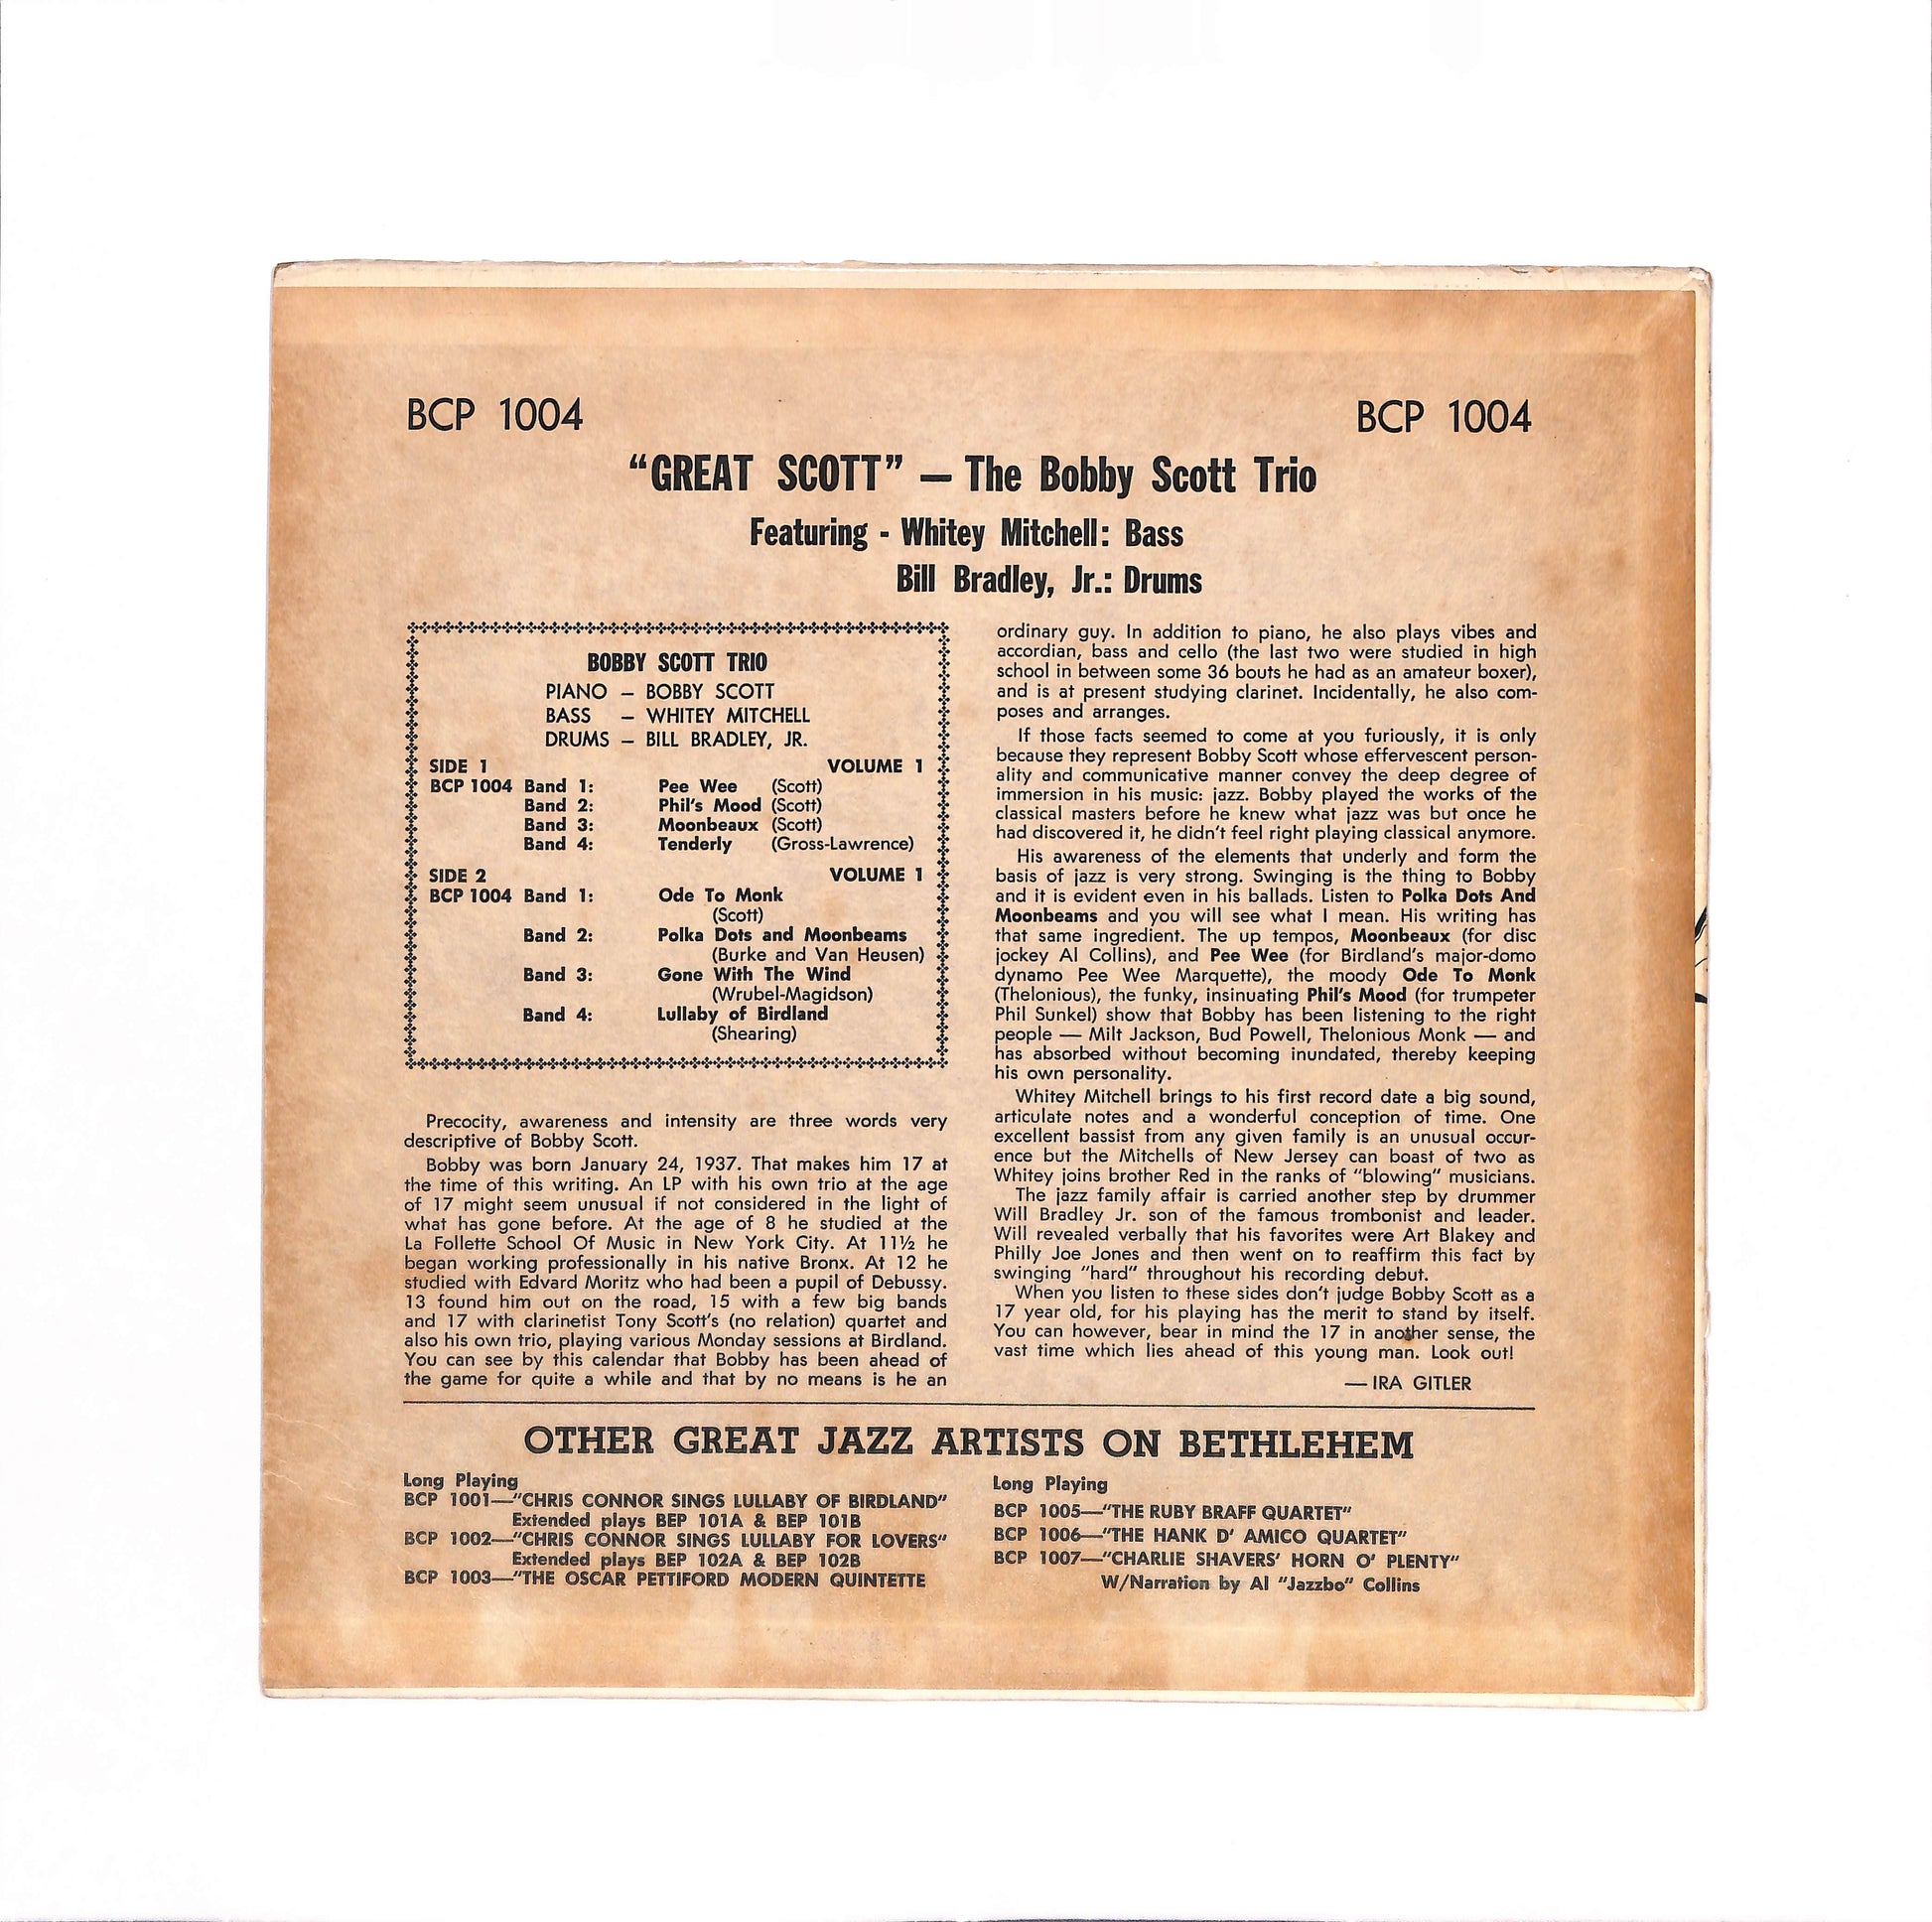 BCP 1004 BCP 1004
“GREAT SCOTT” — The Bobby Scott Trio
Featuring - Whitey Mitchell: Bass
Bill Bradley, Jr.: Drums
BOBBY SCOTT TRIO
PIANO — BOBBY SCOTT
BASS — WHITEY MITCHELL
DRUMS — BILL BRADLEY, JR.
SIDE 1 VOLUME 1
BCP 1004 Band 1: Pee Wee (Scott)
Band 2: Phil's Mood (Scott)
Band 3: Moonbeaux (Scott)
Band 4: Tenderly (Gross-Lawrence)
SIDE 2 VOLUME 1
BCP 1004 Band 1: Ode To Monk
(Scott)
Band 2: Polka Dots and Moonbeams
(Burke and Van Heusen)
Band 3: Gone With The Wind
(Wrubel-Magidson)
Band 4: Lullaby of Birdland
(Shearing)
Precocity, awareness and intensity are three words very
descriptive of Bobby Scott.
Bobby was born January 24, 1937. That makes him 17 at
the time of this writing. An LP with his own trio at the age
of 17 might seem unusual if not considered in the light of
what has gone before. At the age of 8 he studied at the
La Follette School Of Music in New York City. At 11½ he
began working professionally in his native Bronx. At 12 he
studied with Edvard Moritz who had been a pupil of Debussy.
13 found him out on the road, 15 with a few big bands
and 17 with clarinetist Tony Scott's (no relation) quartet and
also his own trio, playing various Monday sessions at Birdland.
You can see by this calendar that Bobby has been ahead of
the game for quite a while and that by no means is he an
ordinary guy. In addition to piano, he also plays vibes and
accordian, bass and cello (the last two were studied in high
school in between some 36 bouts he had as an amateur boxer),
and is at present studying clarinet. Incidentally, he also com-
poses and arranges.
If those facts seemed to come at you furiously, it is only
because they represent Bobby Scott whose effervescent person-
ality and communicative manner convey the deep degree of
immersion in his music: jazz. Bobby played the works of the
classical masters before he knew what jazz was but once he
had discovered it, he didn't feel right playing classical anymore.
His awareness of the elements that underly and form the
basis of jazz is very strong. Swinging is the thing to Bobby
and it is evident even in his ballads. Listen to Polka Dots And
Moonbeams and you will see what I mean. His writing has
that same ingredient. The up tempos, Moonbeaux (for disc
jockey Al Collins), and Pee Wee (for Birdland's major-domo
dynamo Pee Wee Marquette), the moody Ode To Monk
(Thelonious), the funky, insinuating Phil's Mood (for trumpeter
Phil Sunkel) show that Bobby has been listening to the right
people — Milt Jackson, Bud Powell, Thelonious Monk — and
has absorbed without becoming inundated, thereby keeping
his own personality.
Whitey Mitchell brings to his first record date a big sound,
articulate notes and a wonderful conception of time. One
excellent bassist from any given family is an unusual occur-
ence but the Mitchells of New Jersey can boast of two as
Whitey joins brother Red in the ranks of "blowing" musicians.
The jazz family affair is carried another step by drummer
Will Bradley Jr. son of the famous trombonist and leader.
Will revealed verbally that his favorites were Art Blakey and
Philly Joe Jones and then went on to reaffirm this fact by
swinging "hard" throughout his recording debut.
When you listen to these sides don't judge Bobby Scott as a
17 year old, for his playing has the merit to stand by itself.
You can however, bear in mind the 17 in another sense, the
vast time which lies ahead of this young man. Look out!
— IRA GITLER
OTHER GREAT JAZZ ARTISTS ON BETHLEHEM
Long Playing
BCP 1001—"CHRIS CONNOR SINGS LULLABY OF BIRDLAND"
Extended plays BEP 101A & BEP 101B
BCP 1002—"CHRIS CONNOR SINGS LULLABY FOR LOVERS"
Extended plays BEP 102A & BEP 102B
BCP 1003—"THE OSCAR PETTIFORD MODERN QUINTETTE
Long Playing
BCP 1005—"THE RUBY BRAFF QUARTET"
BCP 1006—"THE HANK D' AMICO QUARTET"
BCP 1007—"CHARLIE SHAVERS' HORN O' PLENTY"
W/Narration by Al "Jazzbo" Collins